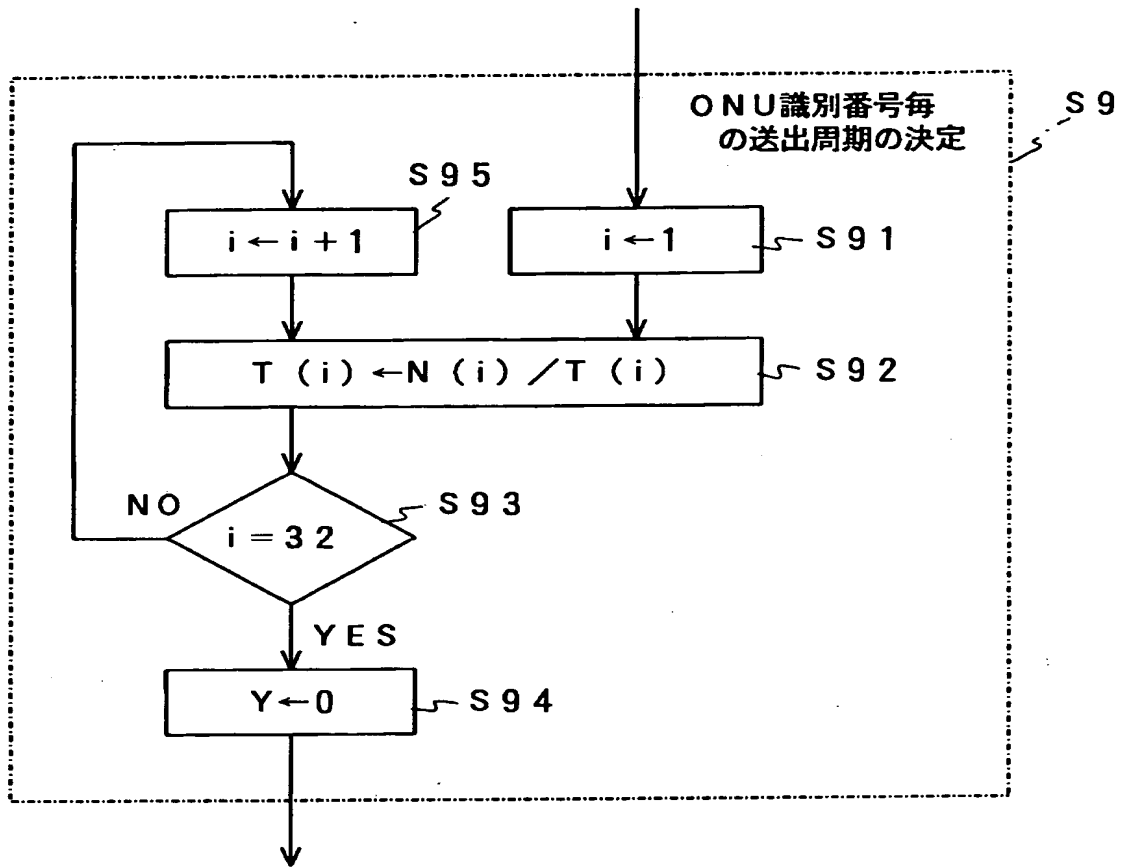 ONU識別番号毎
の送出周期の決定
S9
S95
i←i+1
i←1
S91
T(i)←N(i)/T(i)
S92
NO
i=32
S93
YES
Y←0
S94